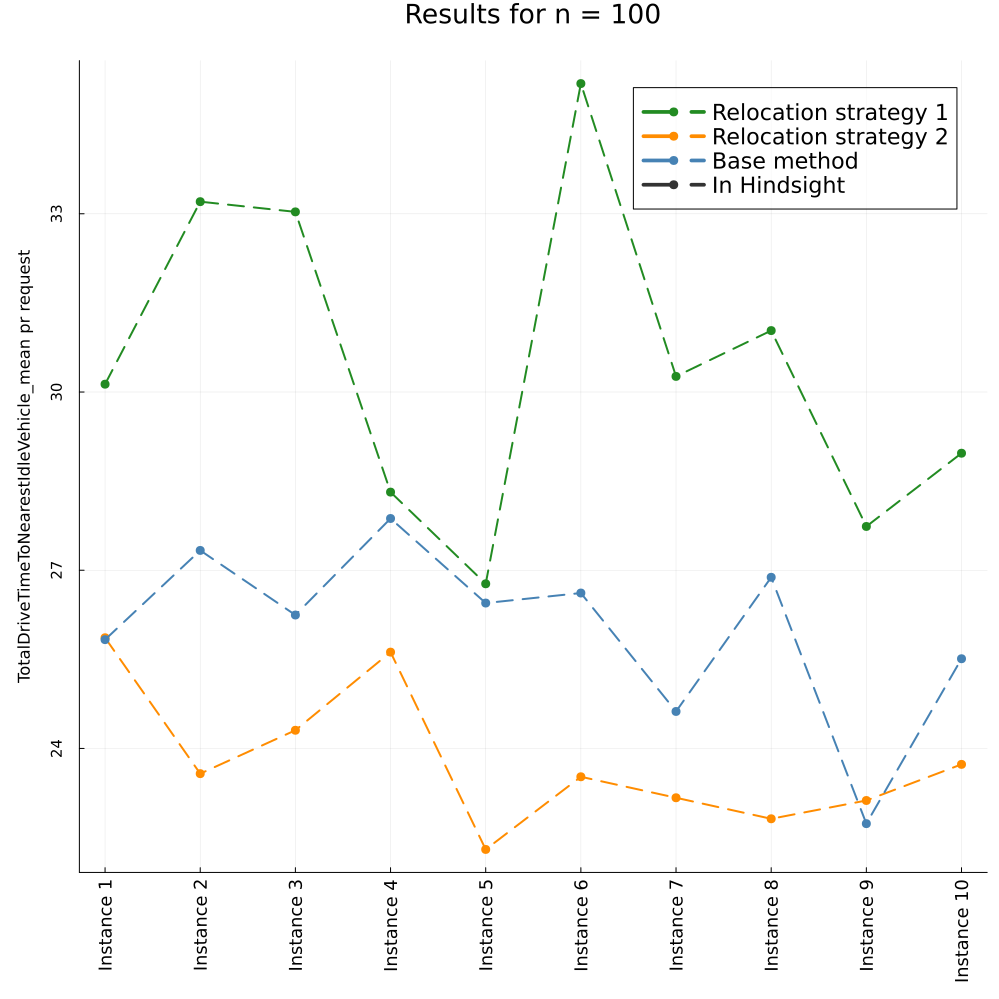 Results for n = 100
Relocation strategy 1
Relocation strategy 2
Base method
In Hindsight
TotalDriveTimeToNearestIdleVehicle_mean pr request
33
30
27
24
Instance 1
Instance 2
Instance 3
Instance 4
Instance 5
Instance 6
Instance 7
Instance 8
Instance 9
Instance 10